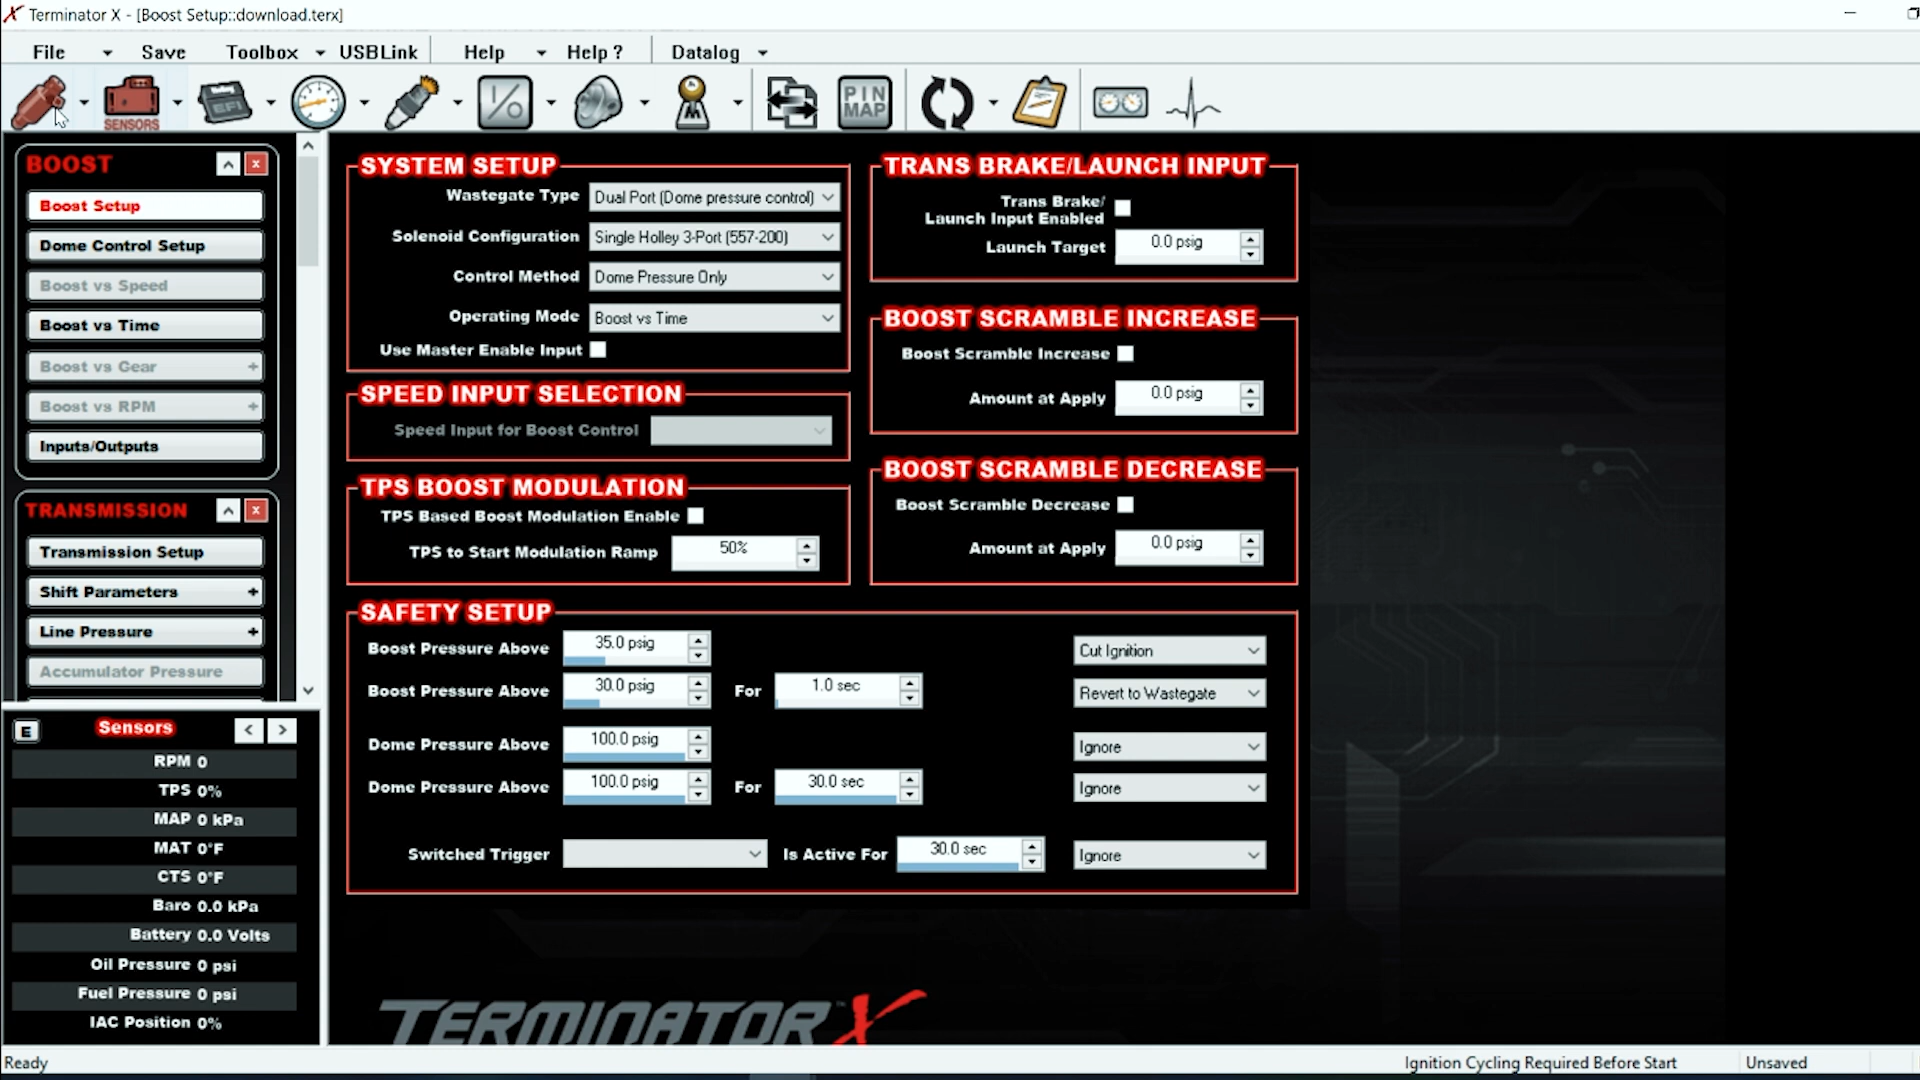 Terminator X - [Boost Setup::download.terx]
File Save Toolbox USBLink Help Help ? Datalog
SENSORS
Holley
EFI
I/O
PIN
MAP
BOOST
Boost Setup
Dome Control Setup
Boost vs Speed
Boost vs Time
Boost vs Gear +
Boost vs RPM +
Inputs/Outputs
TRANSMISSION
Transmission Setup
Shift Parameters +
Line Pressure +
Accumulator Pressure
E Sensors < >
RPM 0
TPS 0%
MAP 0 kPa
MAT 0°F
CTS 0°F
Baro 0.0 kPa
Battery 0.0 Volts
Oil Pressure 0 psi
Fuel Pressure 0 psi
IAC Position 0%
SYSTEM SETUP
Wastegate Type Dual Port (Dome pressure control)
Solenoid Configuration Single Holley 3-Port (557-200)
Control Method Dome Pressure Only
Operating Mode Boost vs Time
Use Master Enable Input
SPEED INPUT SELECTION
Speed Input for Boost Control
TPS BOOST MODULATION
TPS Based Boost Modulation Enable
TPS to Start Modulation Ramp 50%
TRANS BRAKE/LAUNCH INPUT
Trans Brake/
Launch Input Enabled
Launch Target 0.0 psig
BOOST SCRAMBLE INCREASE
Boost Scramble Increase
Amount at Apply 0.0 psig
BOOST SCRAMBLE DECREASE
Boost Scramble Decrease
Amount at Apply 0.0 psig
SAFETY SETUP
Boost Pressure Above 35.0 psig Cut Ignition
Boost Pressure Above 30.0 psig For 1.0 sec Revert to Wastegate
Dome Pressure Above 100.0 psig Ignore
Dome Pressure Above 100.0 psig For 30.0 sec Ignore
Switched Trigger Is Active For 30.0 sec Ignore
TERMINATOR X
Ready Ignition Cycling Required Before Start Unsaved